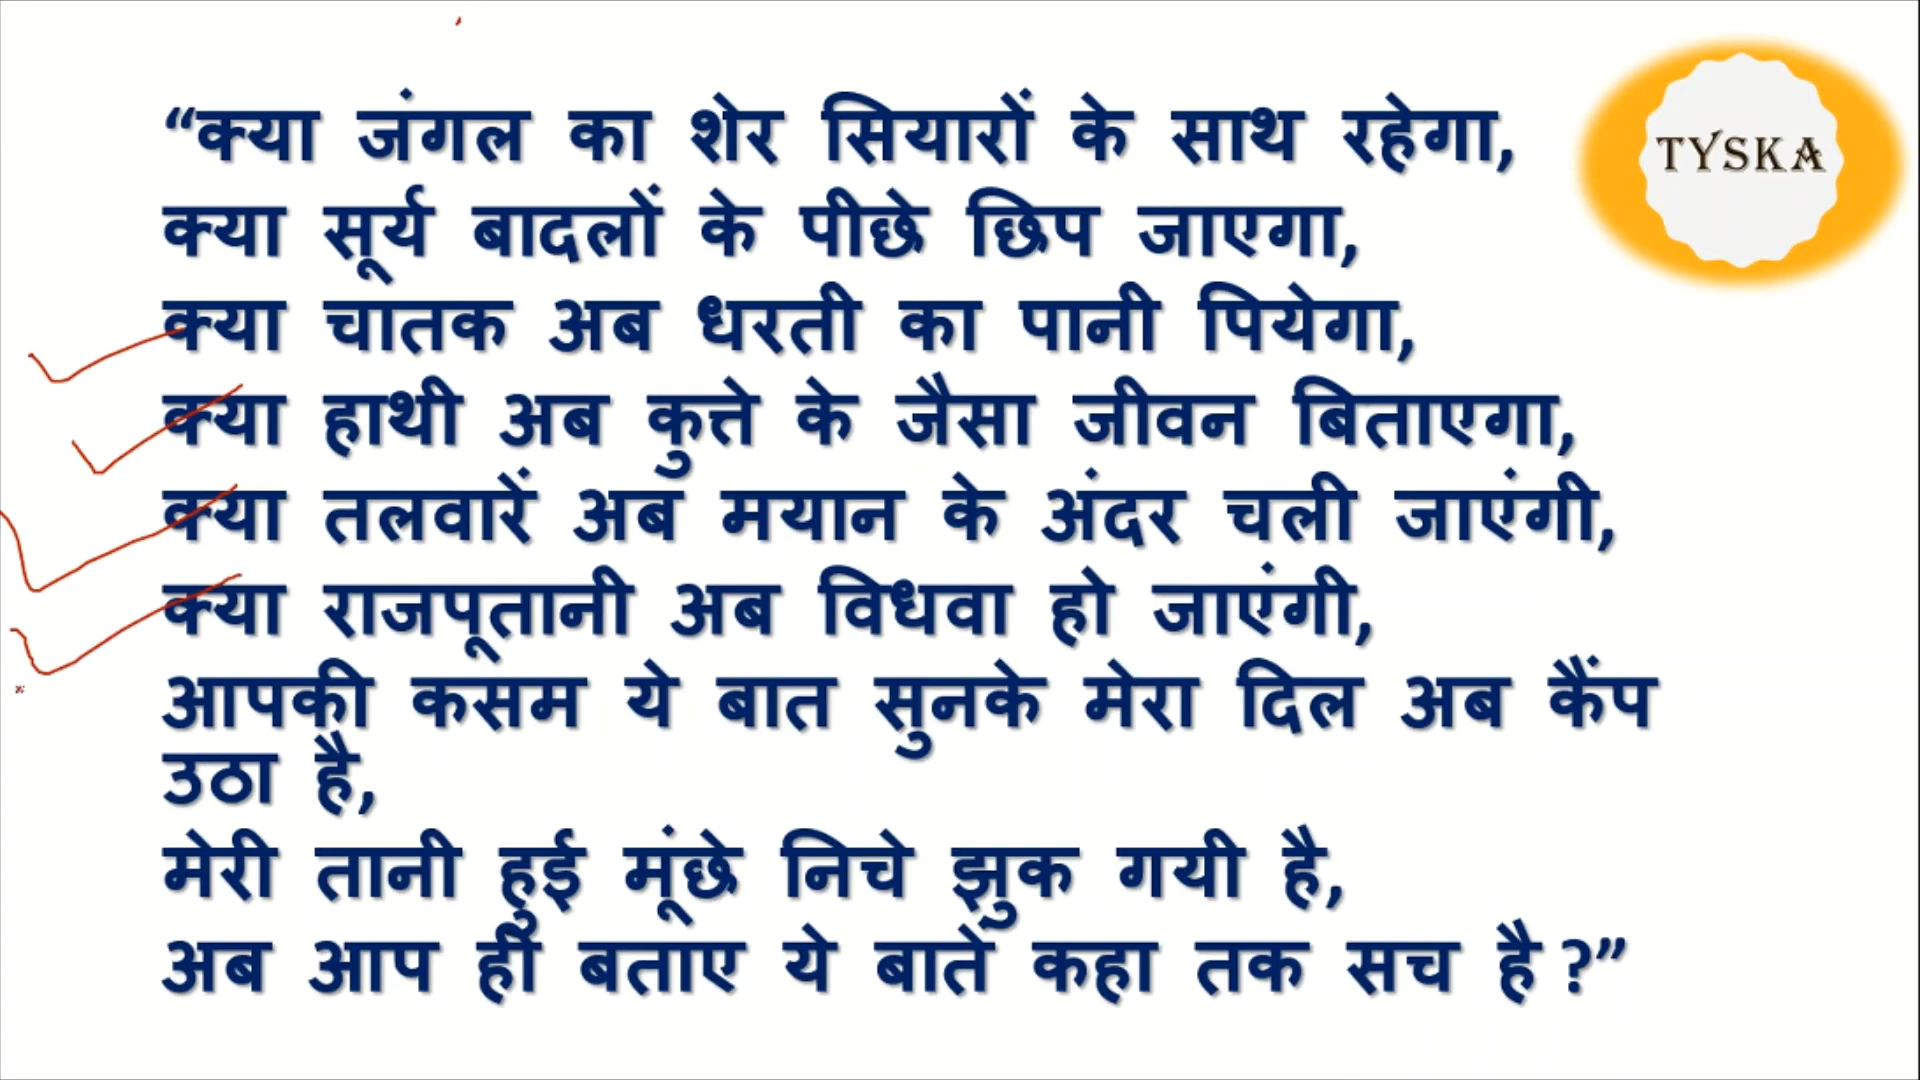 “क्या जंगल का शेर सियारों के साथ रहेगा,
क्या सूर्य बादलों के पीछे छिप जाएगा,
क्या चातक अब धरती का पानी पियेगा,
क्या हाथी अब कुत्ते के जैसा जीवन बिताएगा,
क्या तलवारें अब मयान के अंदर चली जाएंगी,
क्या राजपूतानी अब विधवा हो जाएंगी,
आपकी कसम ये बात सुनके मेरा दिल अब कैंप
उठा है,
मेरी तानी हुई मूंछे निचे झुक गयी है,
अब आप ही बताए ये बाते कहा तक सच है ?”
TYSKA